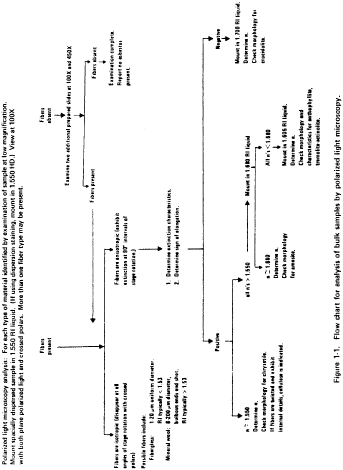 Polarized light microscopy analysis: For each type of material identified by examination of sample at low magnification.
Mount spatially dispersed sample in 1.550 RI liquid. (If using dispersion staining, mount in 1.550 HD.) View at 100X
with both plane polarized light and crossed polars. More than one fiber type may be present.
Fibers
present
Fibers
absent
Examine two additional prepared slides at 100X and 400X
Fibers present
Fibers absent
Examination complete.
Report no asbestos
present.
Fibers are isotropic (disappear at all
angles of stage rotation with crossed
polars)
Possible fibers include:
Fiberglass: 1-20 µm uniform diameter.
RI typically < 1.53
Mineral wool: 8-200 µm diameter,
bulbous ends and shot.
RI typically > 1.53
Fibers are anisotropic (exhibit
extinction at 90° intervals of
stage rotation.)
1. Determine extinction characteristics.
2. Determine sign of elongation.
Positive
Negative
n ≅ 1.550
Determine n.
Check morphology for chrysotile.
If fibers are twisted and exhibit
internal details, cellulose is indicated.
all n's > 1.550
Mount in 1.680 RI liquid
n ≅ 1.680
Determine n.
Check morphology
for amosite.
All n's < 1.680
Mount in 1.605 RI liquid.
Determine n.
Check morphology and
characteristics for anthophyllite,
tremolite-actinolite.
Mount in 1.700 RI liquid.
Determine n.
Check morphology for
crocidolite.
Figure 1-1. Flow chart for analysis of bulk samples by polarized light microscopy.